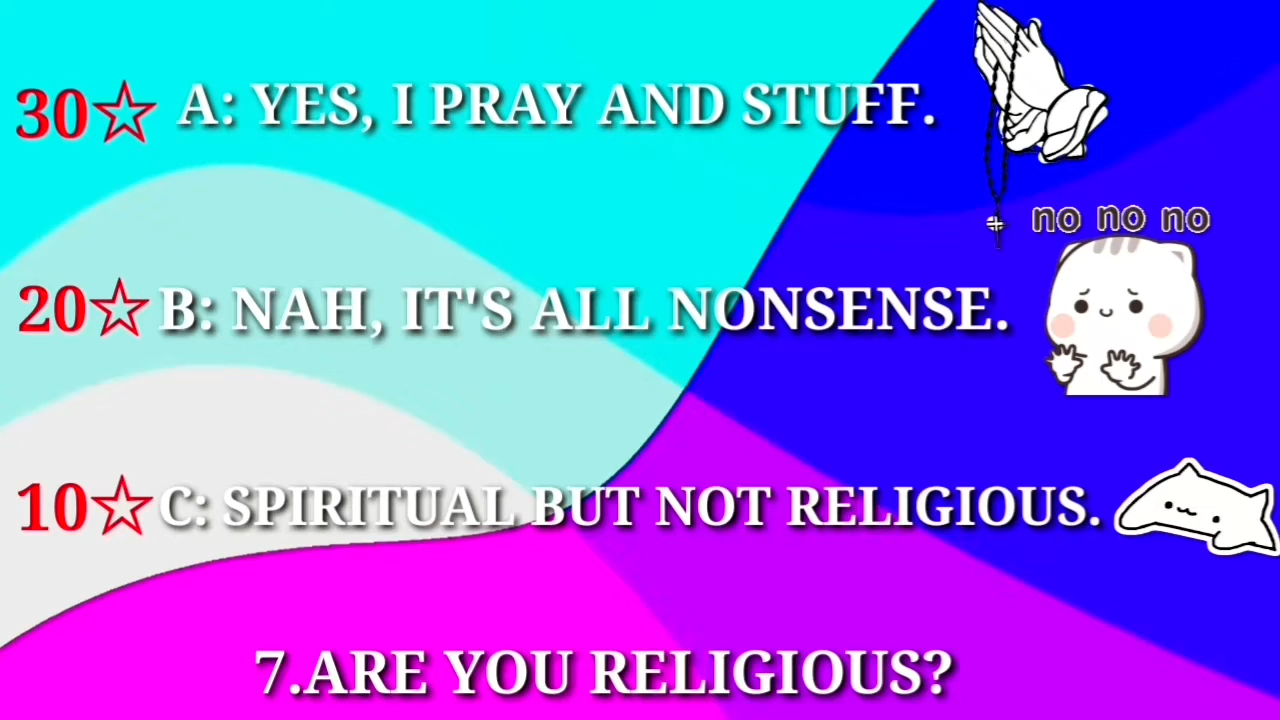 30☆ A: YES, I PRAY AND STUFF.
no no no
20☆ B: NAH, IT'S ALL NONSENSE.
10☆ C: SPIRITUAL BUT NOT RELIGIOUS.
7.ARE YOU RELIGIOUS?